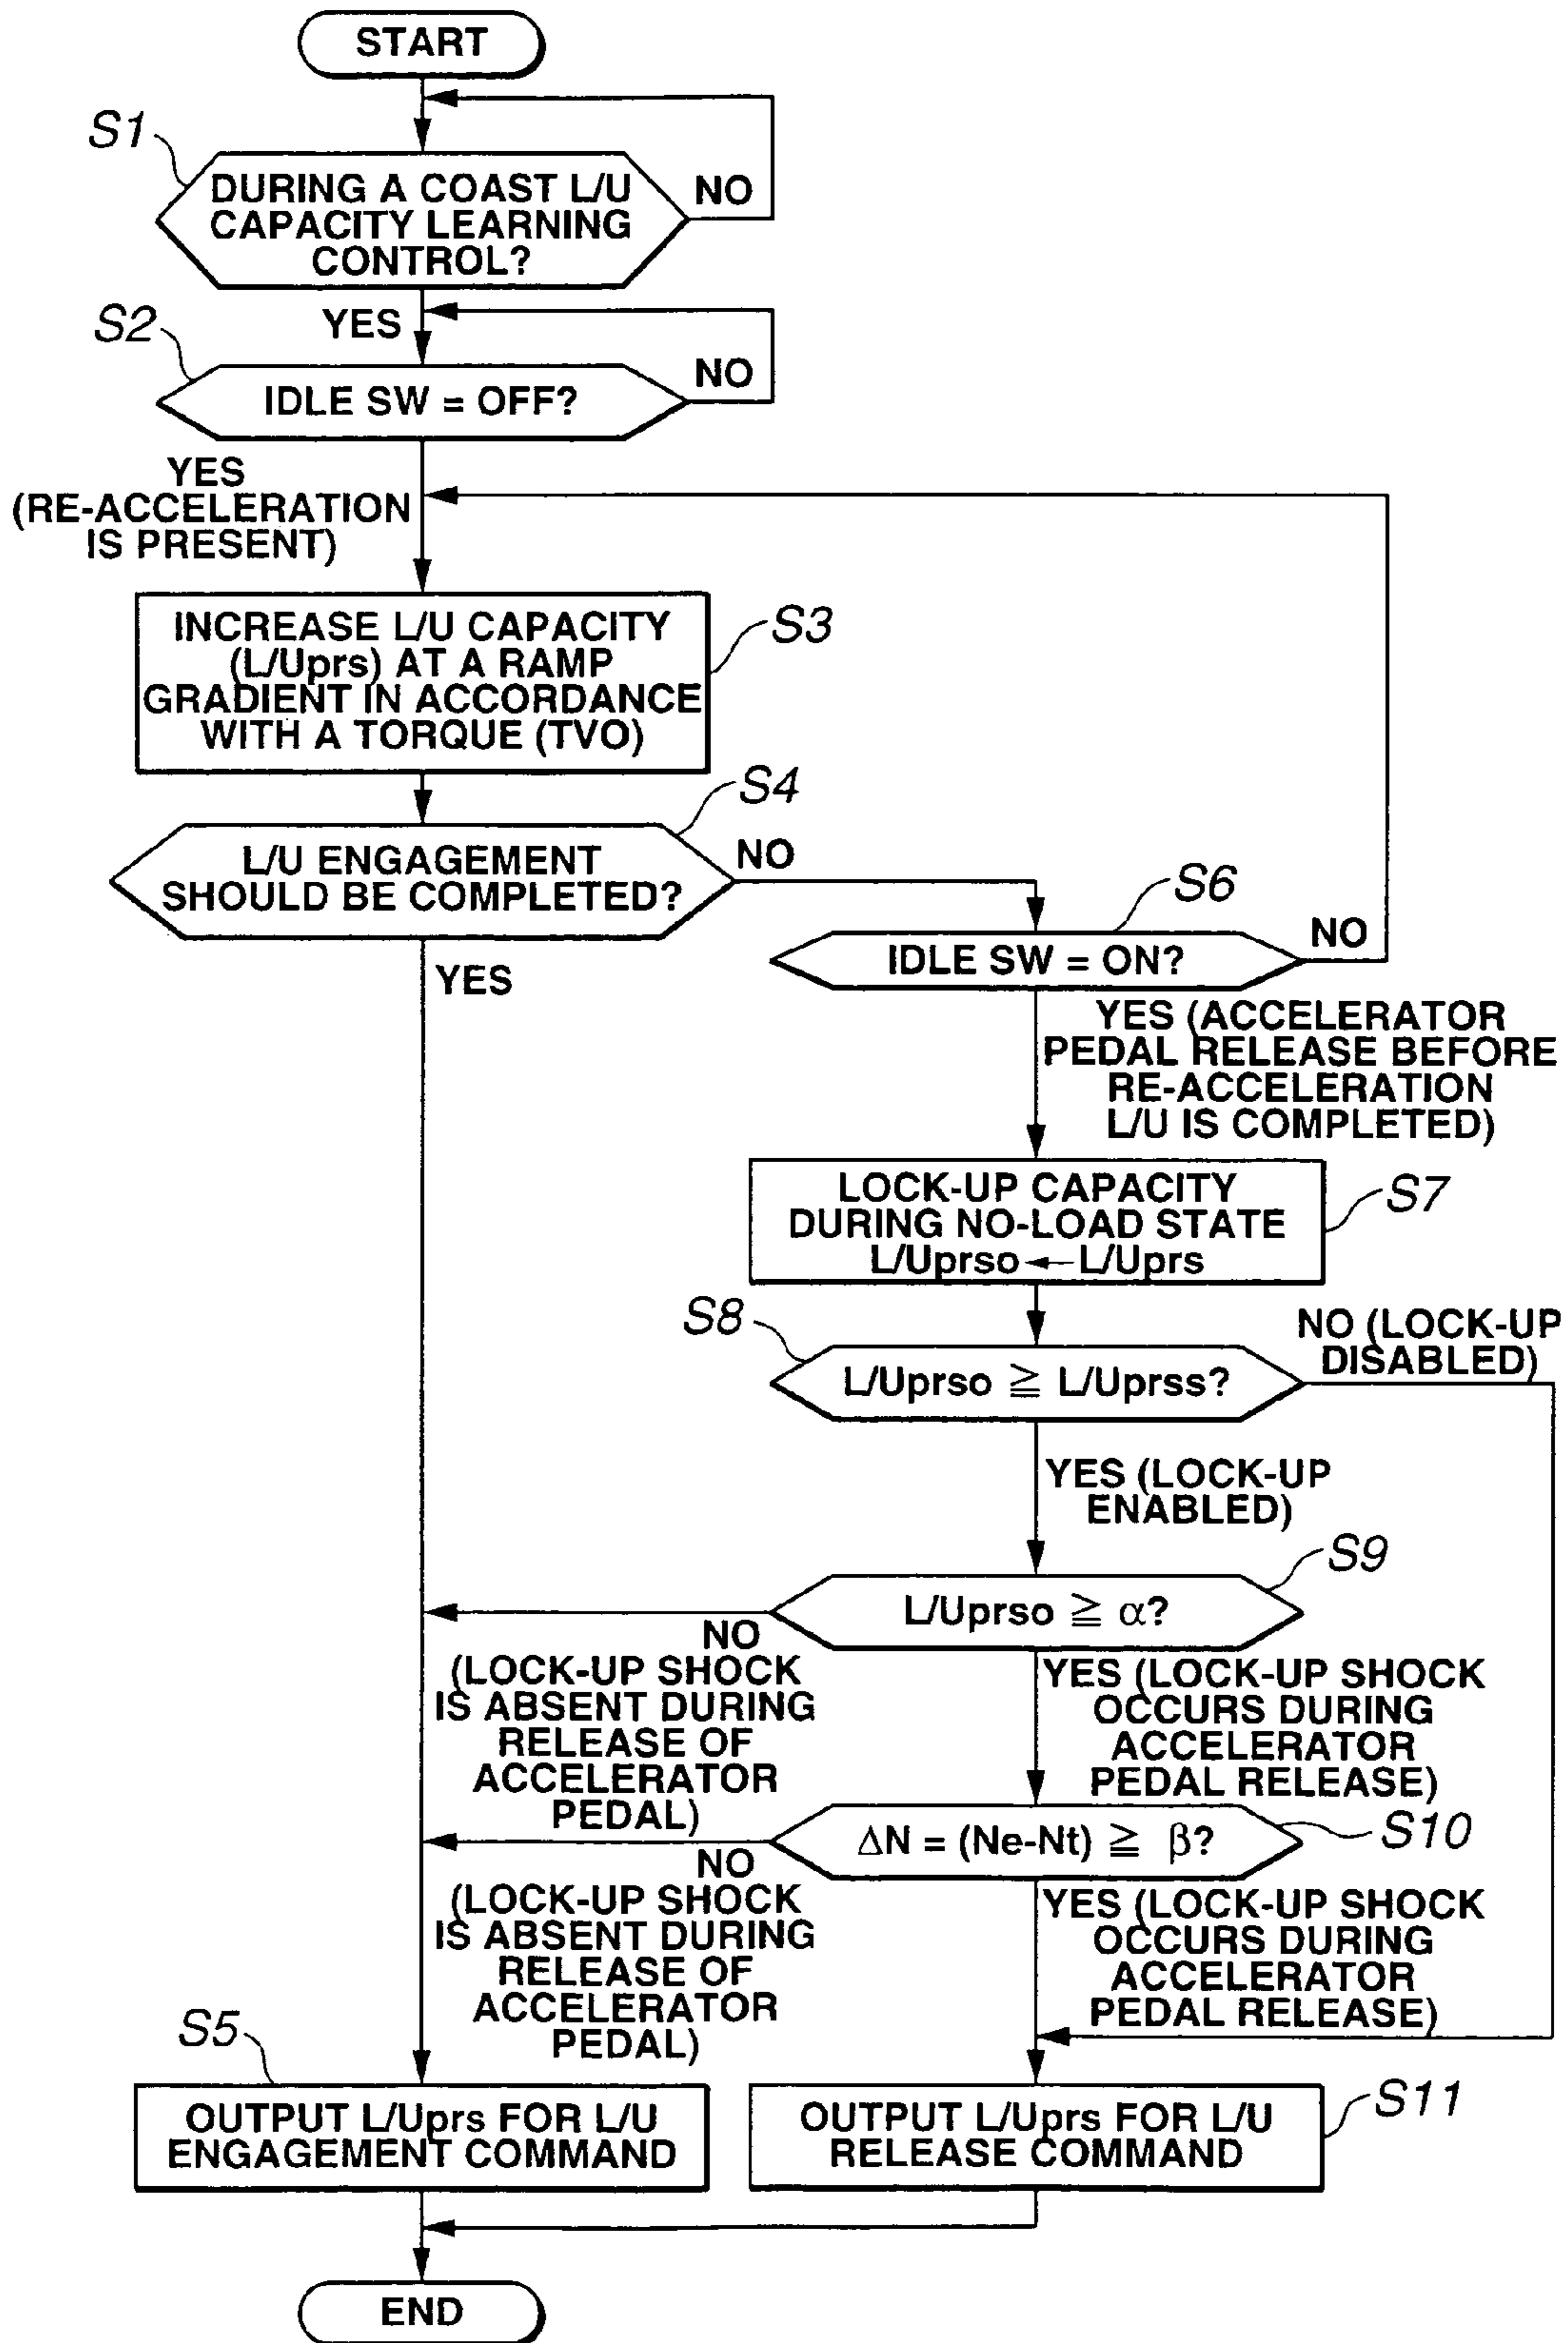 START
S1
DURING A COAST L/U
CAPACITY LEARNING
CONTROL?
NO
YES
S2
IDLE SW = OFF?
NO
YES
(RE-ACCELERATION
IS PRESENT)
INCREASE L/U CAPACITY
(L/Uprs) AT A RAMP
GRADIENT IN ACCORDANCE
WITH A TORQUE (TVO)
S3
S4
L/U ENGAGEMENT
SHOULD BE COMPLETED?
NO
YES
S6
IDLE SW = ON?
NO
YES (ACCELERATOR
PEDAL RELEASE BEFORE
RE-ACCELERATION
L/U IS COMPLETED)
LOCK-UP CAPACITY
DURING NO-LOAD STATE
L/Uprso ← L/Uprs
S7
S8
L/Uprso ≧ L/Uprss?
NO (LOCK-UP
DISABLED)
YES (LOCK-UP
ENABLED)
S9
L/Uprso ≧ α?
NO
(LOCK-UP SHOCK
IS ABSENT DURING
RELEASE OF
ACCELERATOR
PEDAL)
YES (LOCK-UP SHOCK
OCCURS DURING
ACCELERATOR
PEDAL RELEASE)
ΔN = (Ne-Nt) ≧ β?
S10
NO
(LOCK-UP SHOCK
IS ABSENT DURING
RELEASE OF
ACCELERATOR
PEDAL)
YES (LOCK-UP SHOCK
OCCURS DURING
ACCELERATOR
PEDAL RELEASE)
S5
OUTPUT L/Uprs FOR L/U
ENGAGEMENT COMMAND
OUTPUT L/Uprs FOR L/U
RELEASE COMMAND
S11
END